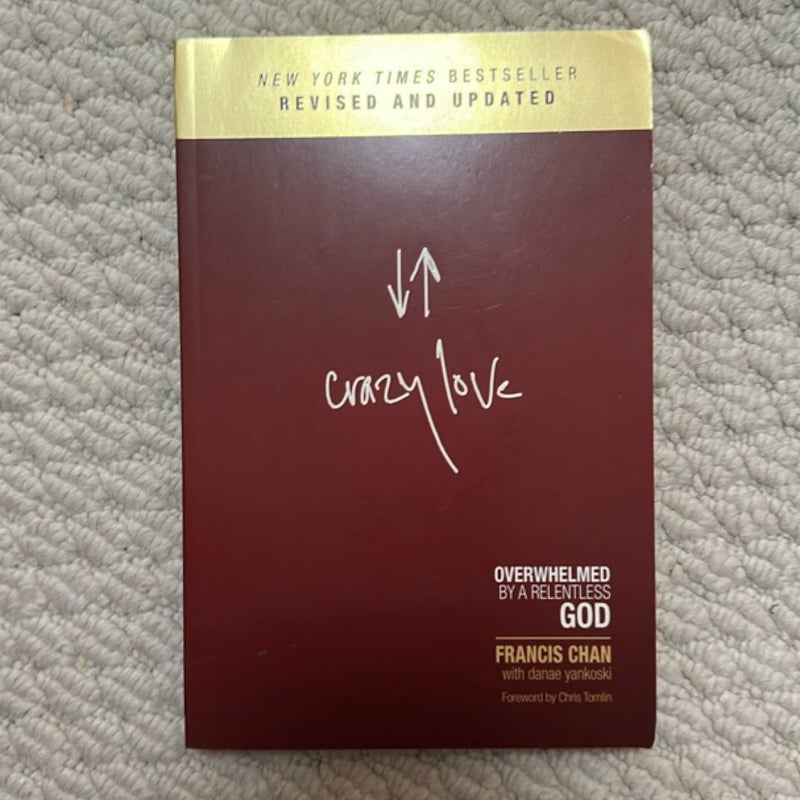 NEW YORK TIMES BESTSELLER
REVISED AND UPDATED
crazy love
OVERWHELMED
BY A RELENTLESS
GOD
FRANCIS CHAN
with danae yankoski
Foreword by Chris Tomlin